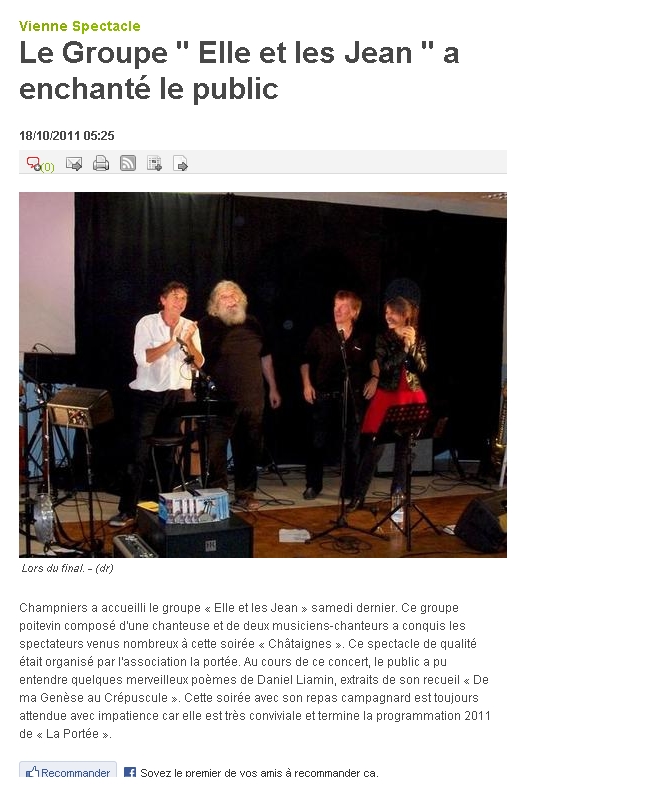 Vienne Spectacle
Le Groupe " Elle et les Jean " a
enchanté le public
18/10/2011 05:25
(0)
Lors du final. - (dr)
Champniers a accueilli le groupe « Elle et les Jean » samedi dernier. Ce groupe
poitevin composé d'une chanteuse et de deux musiciens-chanteurs a conquis les
spectateurs venus nombreux à cette soirée « Châtaignes ». Ce spectacle de qualité
était organisé par l'association la portée. Au cours de ce concert, le public a pu
entendre quelques merveilleux poèmes de Daniel Liamin, extraits de son recueil « De
ma Genèse au Crépuscule ». Cette soirée avec son repas campagnard est toujours
attendue avec impatience car elle est très conviviale et termine la programmation 2011
de « La Portée ».
Recommander Soyez le premier de vos amis à recommander ça.